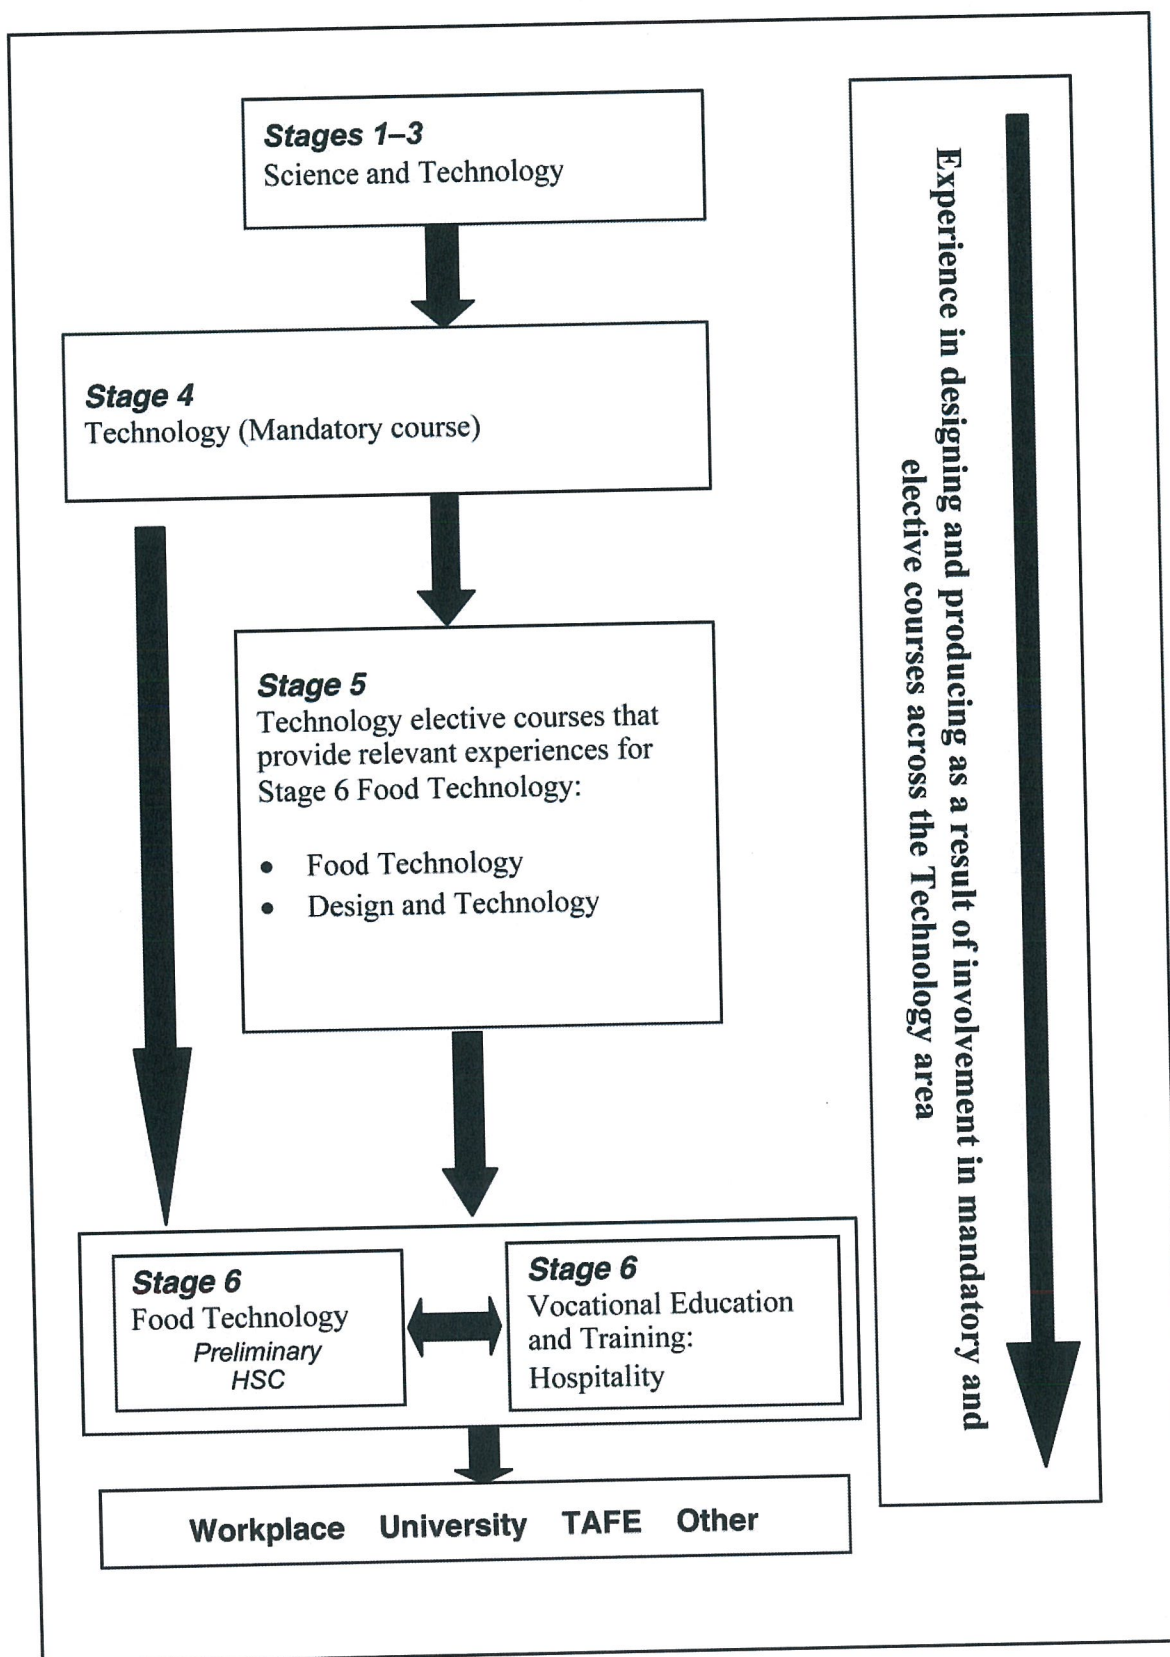 Stages 1–3
Science and Technology
Stage 4
Technology (Mandatory course)
Stage 5
Technology elective courses that
provide relevant experiences for
Stage 6 Food Technology:
• Food Technology
• Design and Technology
Stage 6
Food Technology
Preliminary
HSC
Stage 6
Vocational Education
and Training:
Hospitality
Workplace University TAFE Other
Experience in designing and producing as a result of involvement in mandatory and
elective courses across the Technology area